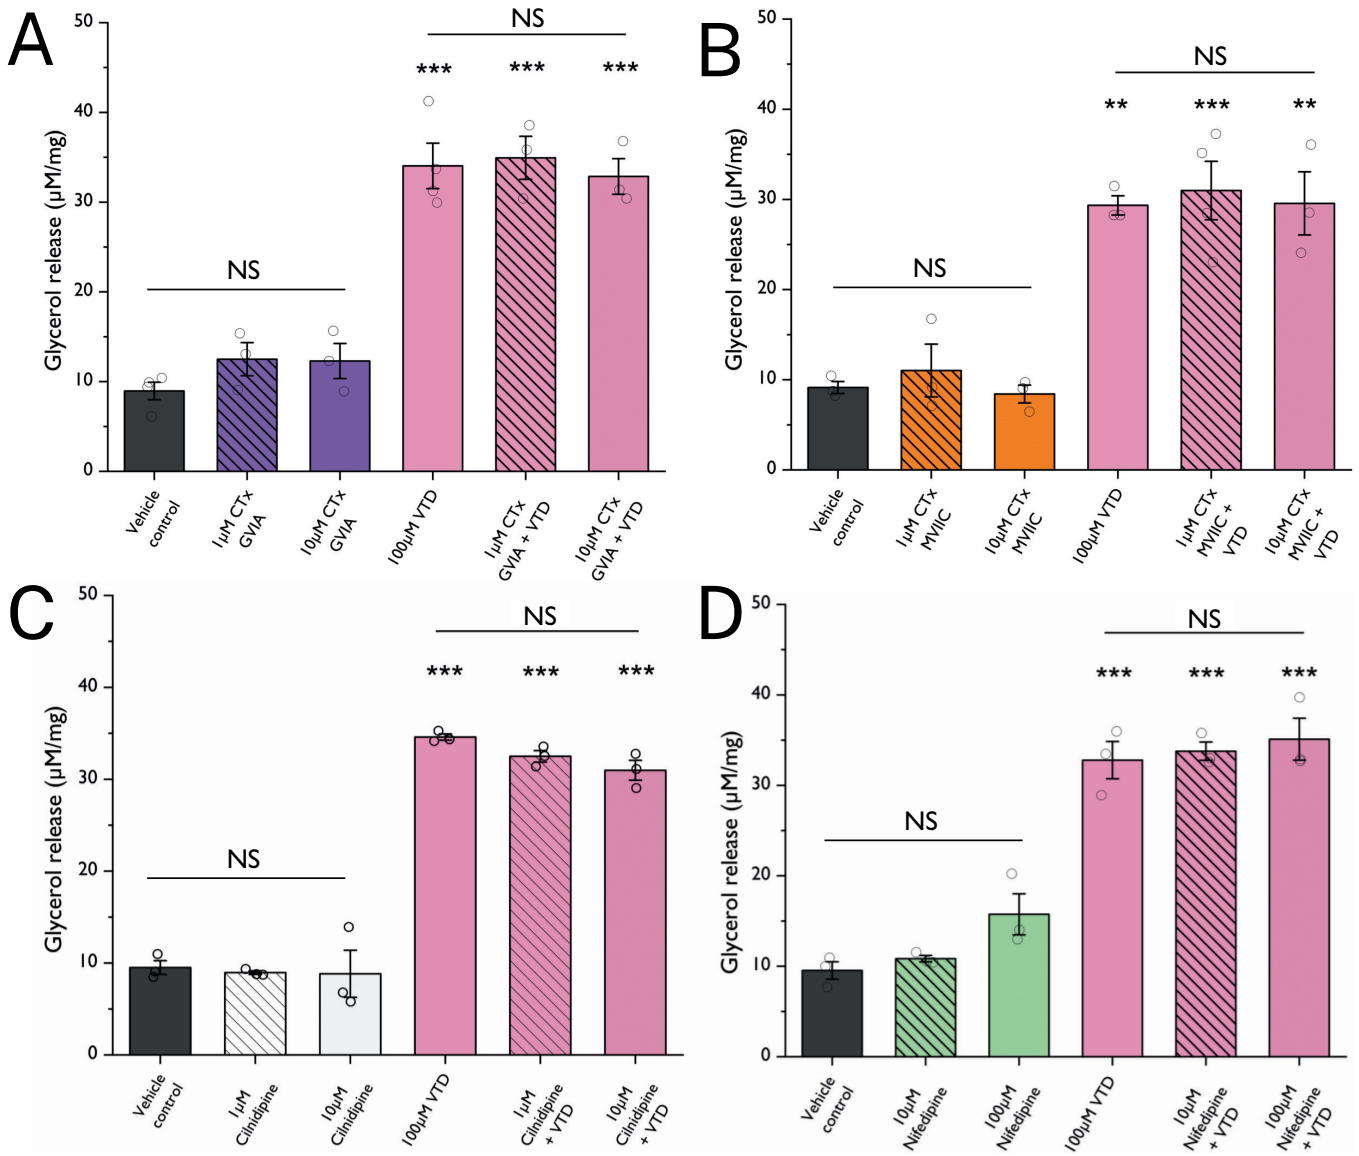 A
Glycerol release (µM/mg)
50
40
30
20
10
0
NS
NS
***
***
***
Vehicle
control
1µM CTx
GVIA
10µM CTx
GVIA
100µM VTD
1µM CTx
GVIA + VTD
10µM CTx
GVIA + VTD
B
Glycerol release (µM/mg)
50
40
30
20
10
0
NS
NS
**
***
**
Vehicle
control
1µM CTx
MVIIC
10µM CTx
MVIIC
100µM VTD
1µM CTx
MVIIC +
VTD
10µM CTx
MVIIC +
VTD
C
Glycerol release (µM/mg)
50
40
30
20
10
0
NS
NS
***
***
***
Vehicle
control
1µM
Cilnidipine
10µM
Cilnidipine
100µM VTD
1µM
Cilnidipine
+ VTD
10µM
Cilnidipine
+ VTD
D
Glycerol release (µM/mg)
50
40
30
20
10
0
NS
NS
***
***
***
Vehicle
control
10µM
Nifedipine
100µM
Nifedipine
100µM VTD
10µM
Nifedipine
+ VTD
100µM
Nifedipine
+ VTD